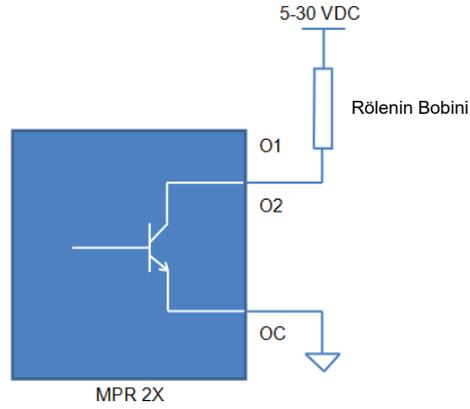 5-30 VDC
Rölenin Bobini
O1
O2
OC
MPR 2X